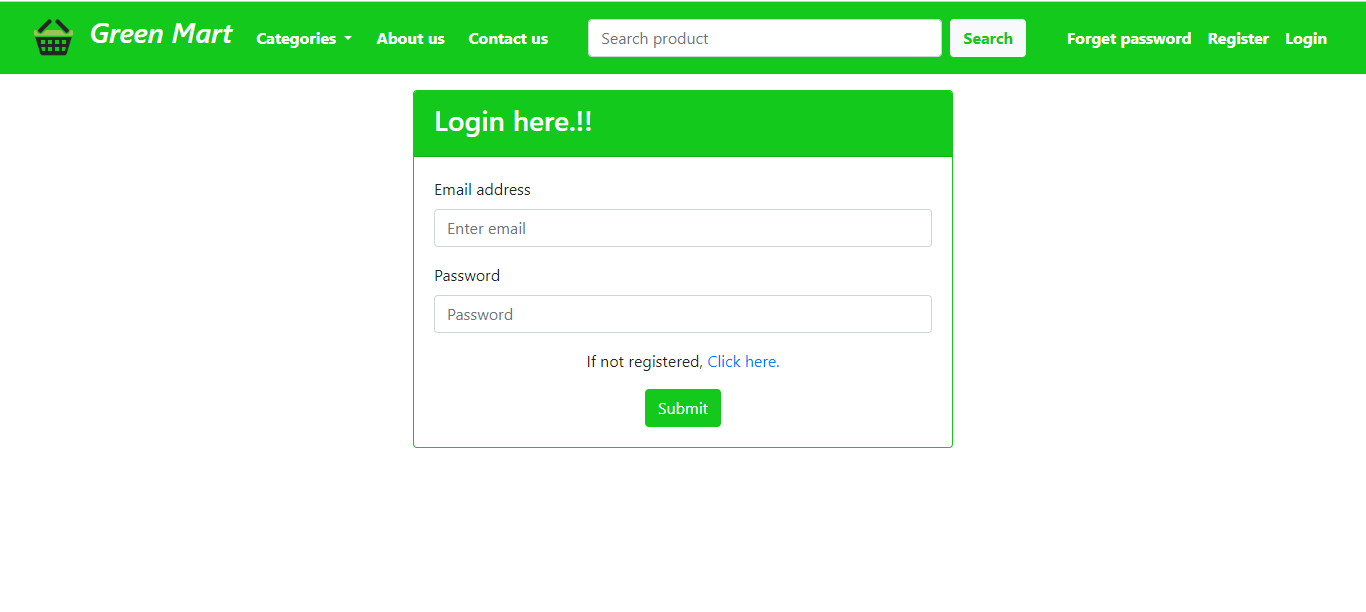 Green Mart Categories About us Contact us Search product Search Forget password Register Login
Login here.!!
Email address
Enter email
Password
Password
If not registered, Click here.
Submit